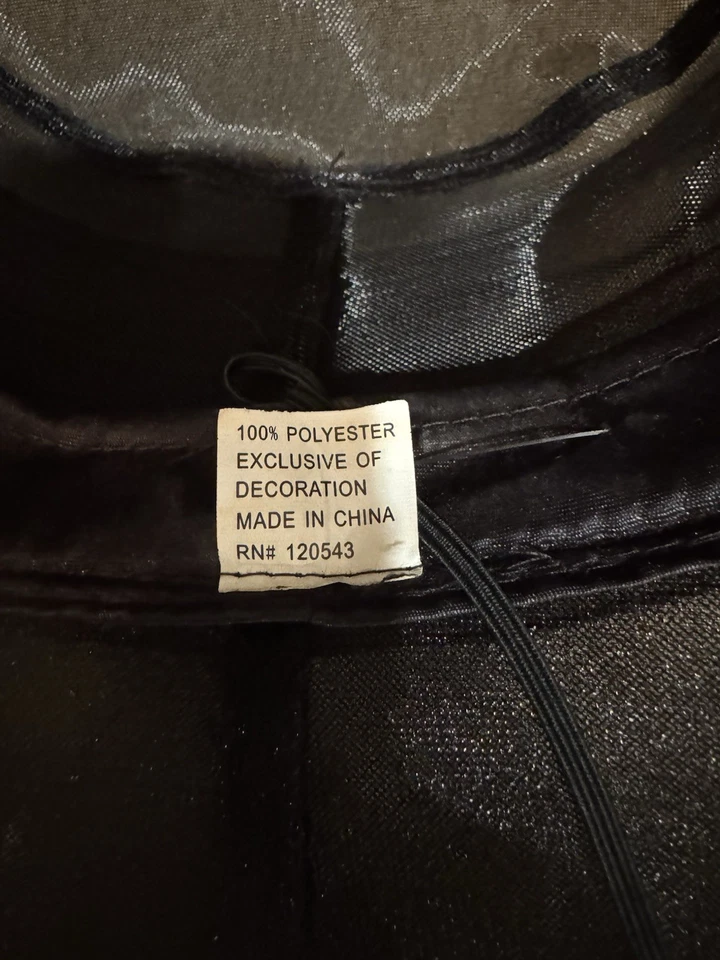 100% POLYESTER
EXCLUSIVE OF
DECORATION
MADE IN CHINA
RN# 120543